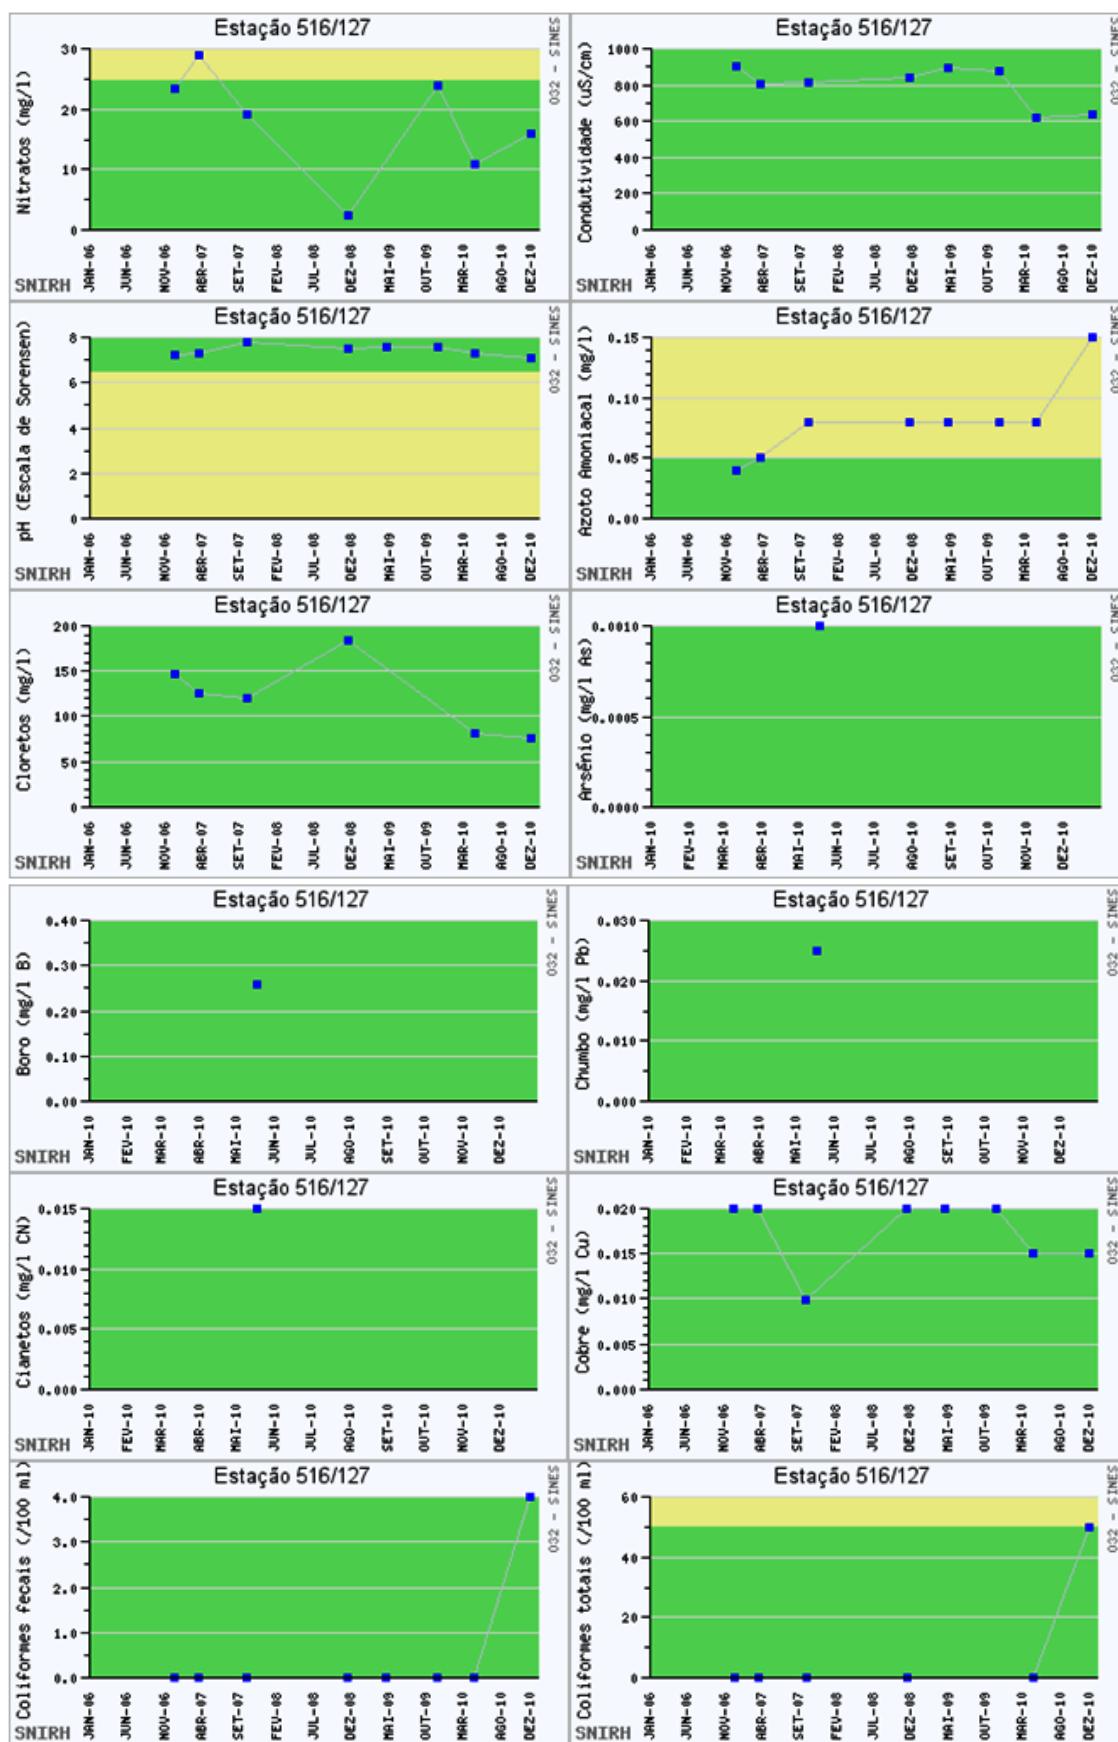 Estação 516/127
Nitratos (mg/l)
30
20
10
0
JAN-06
JUN-06
NOV-06
ABR-07
SET-07
FEV-08
JUL-08
DEZ-08
MAI-09
OUT-09
MAR-10
AGO-10
DEZ-10
SNIRH
032 - SINES
Estação 516/127
Condutividade (uS/cm)
1000
800
600
400
200
0
JAN-06
JUN-06
NOV-06
ABR-07
SET-07
FEV-08
JUL-08
DEZ-08
MAI-09
OUT-09
MAR-10
AGO-10
DEZ-10
SNIRH
032 - SINES
Estação 516/127
pH (Escala de Sorensen)
8
6
4
2
0
JAN-06
JUN-06
NOV-06
ABR-07
SET-07
FEV-08
JUL-08
DEZ-08
MAI-09
OUT-09
MAR-10
AGO-10
DEZ-10
SNIRH
032 - SINES
Estação 516/127
Azoto Amoniacal (mg/l)
0.15
0.10
0.05
0.00
JAN-06
JUN-06
NOV-06
ABR-07
SET-07
FEV-08
JUL-08
DEZ-08
MAI-09
OUT-09
MAR-10
AGO-10
DEZ-10
SNIRH
032 - SINES
Estação 516/127
Cloretos (mg/l)
200
150
100
50
0
JAN-06
JUN-06
NOV-06
ABR-07
SET-07
FEV-08
JUL-08
DEZ-08
MAI-09
OUT-09
MAR-10
AGO-10
DEZ-10
SNIRH
032 - SINES
Estação 516/127
Arsénio (mg/l As)
0.0010
0.0005
0.0000
JAN-10
FEV-10
MAR-10
ABR-10
MAI-10
JUN-10
JUL-10
AGO-10
SET-10
OUT-10
NOV-10
DEZ-10
SNIRH
032 - SINES
Estação 516/127
Boro (mg/l B)
0.40
0.30
0.20
0.10
0.00
JAN-10
FEV-10
MAR-10
ABR-10
MAI-10
JUN-10
JUL-10
AGO-10
SET-10
OUT-10
NOV-10
DEZ-10
SNIRH
032 - SINES
Estação 516/127
Chumbo (mg/l Pb)
0.030
0.020
0.010
0.000
JAN-10
FEV-10
MAR-10
ABR-10
MAI-10
JUN-10
JUL-10
AGO-10
SET-10
OUT-10
NOV-10
DEZ-10
SNIRH
032 - SINES
Estação 516/127
Cianetos (mg/l CN)
0.015
0.010
0.005
0.000
JAN-10
FEV-10
MAR-10
ABR-10
MAI-10
JUN-10
JUL-10
AGO-10
SET-10
OUT-10
NOV-10
DEZ-10
SNIRH
032 - SINES
Estação 516/127
Cobre (mg/l Cu)
0.020
0.015
0.010
0.005
0.000
JAN-06
JUN-06
NOV-06
ABR-07
SET-07
FEV-08
JUL-08
DEZ-08
MAI-09
OUT-09
MAR-10
AGO-10
DEZ-10
SNIRH
032 - SINES
Estação 516/127
Coliformes fecais (/100 ml)
4.0
3.0
2.0
1.0
0.0
JAN-06
JUN-06
NOV-06
ABR-07
SET-07
FEV-08
JUL-08
DEZ-08
MAI-09
OUT-09
MAR-10
AGO-10
DEZ-10
SNIRH
032 - SINES
Estação 516/127
Coliformes totais (/100 ml)
60
40
20
0
JAN-06
JUN-06
NOV-06
ABR-07
SET-07
FEV-08
JUL-08
DEZ-08
MAI-09
OUT-09
MAR-10
AGO-10
DEZ-10
SNIRH
032 - SINES